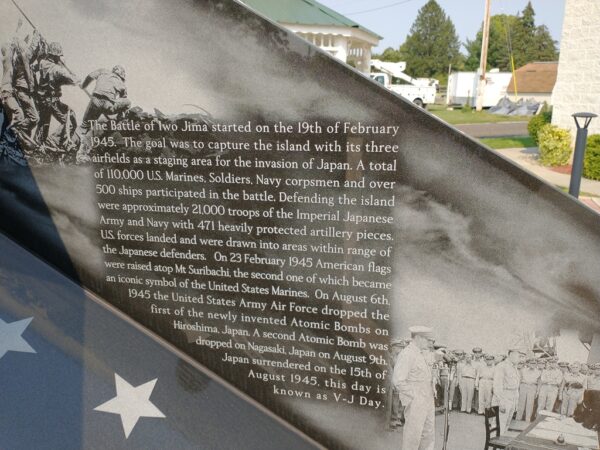 The Battle of Iwo Jima started on the 19th of February
1945. The goal was to capture the island with its three
airfields as a staging area for the invasion of Japan. A total
of 110,000 U.S. Marines, Soldiers, Navy corpsmen and over
500 ships participated in the battle. Defending the island
were approximately 21,000 troops of the Imperial Japanese
Army and Navy with 471 heavily protected artillery pieces.
U.S. forces landed and were drawn into areas within range of
the Japanese defenders. On 23 February 1945 American flags
were raised atop Mt Suribachi, the second one of which became
an iconic symbol of the United States Marines. On August 6th,
1945 the United States Army Air Force dropped the
first of the newly invented Atomic Bombs on
Hiroshima, Japan. A second Atomic Bomb was
dropped on Nagasaki, Japan on August 9th.
Japan surrendered on the 15th of
August 1945, this day is
known as V-J Day.